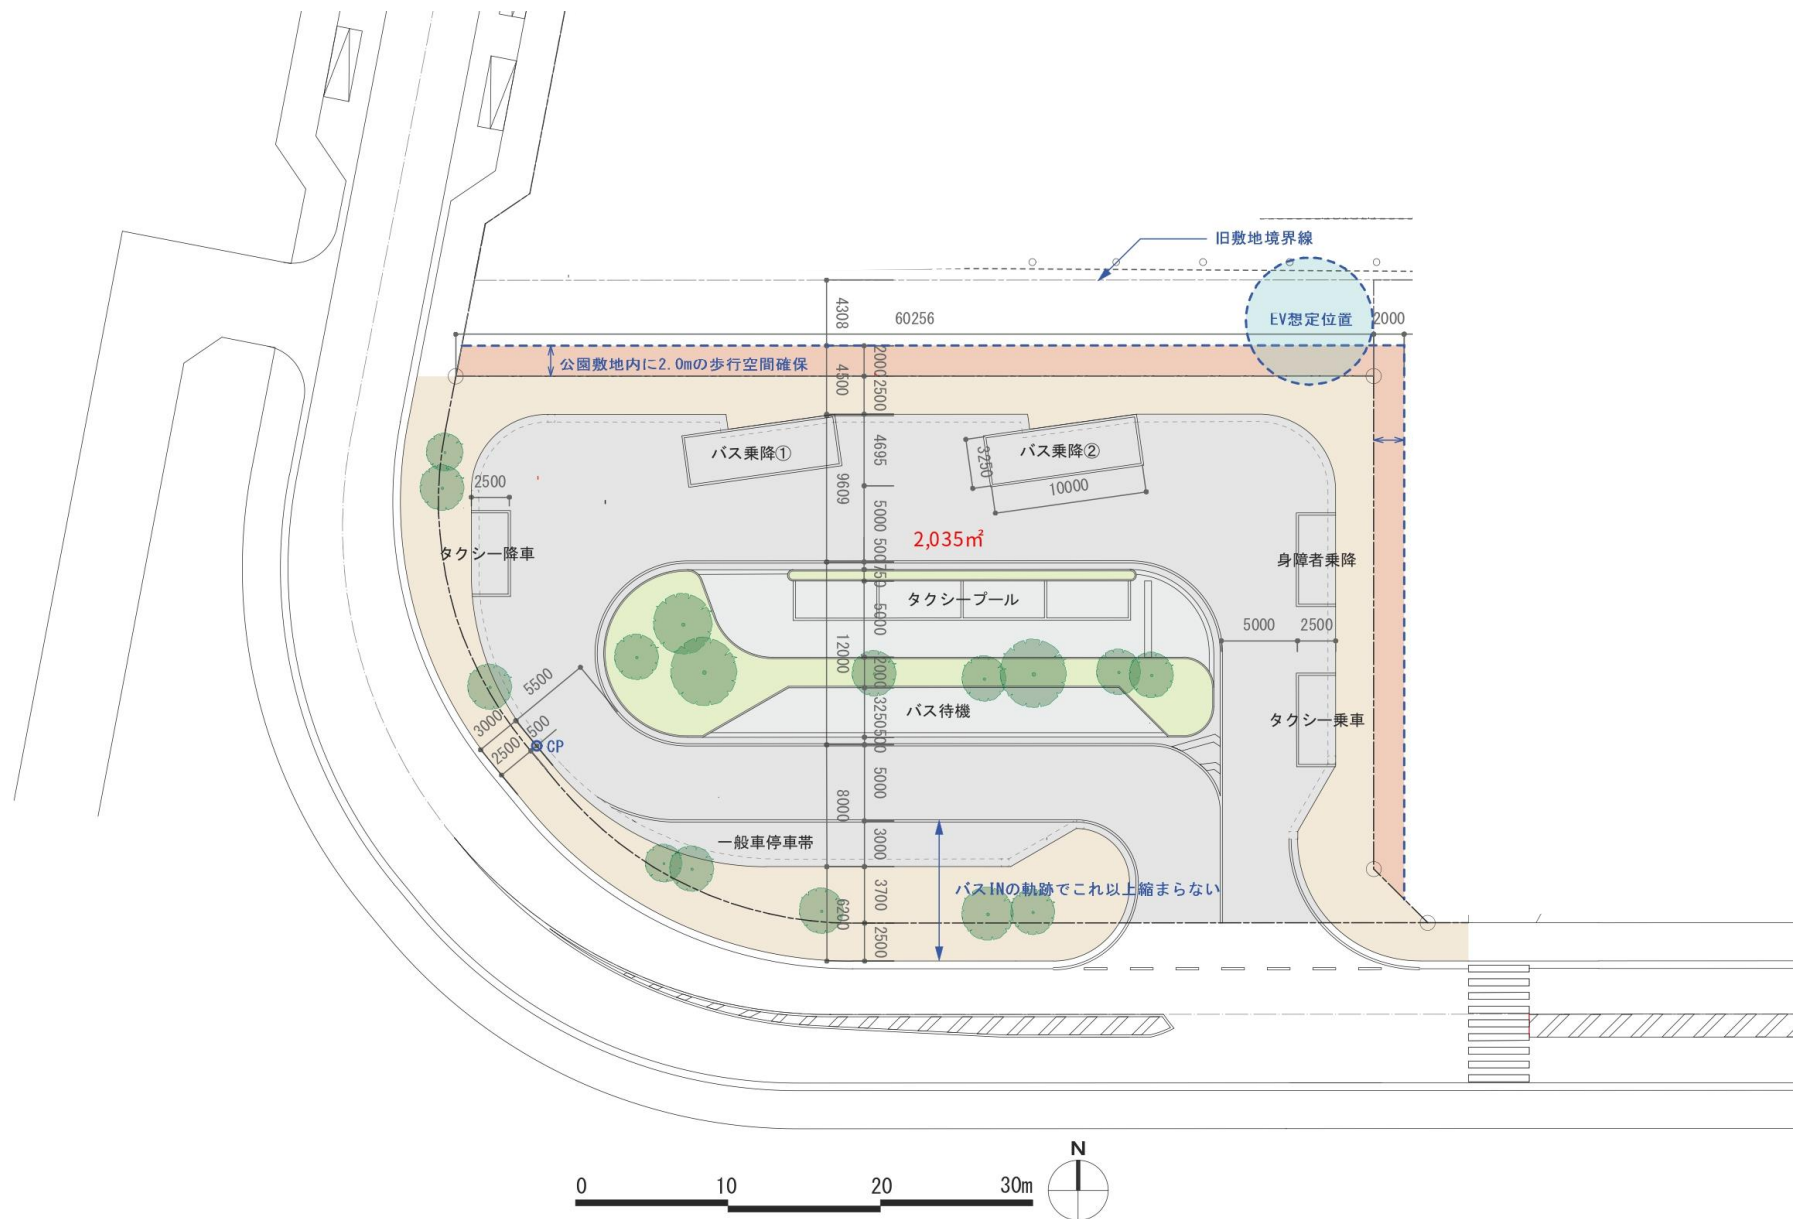 旧敷地境界線
4308
60256
EV想定位置
2000
公園敷地内に2.0mの歩行空間確保
2000
4500
2500
バス乗降①
4695
バス乗降②
3250
10000
2500
9609
5000
500
2,035㎡
タクシー降車
身障者乗降
750
タクシープール
5000
5000
2500
12000
2000
5500
バス待機
3250
500
タクシー乗車
3000
500
2500
CP
5000
8000
一般車停車帯
3000
バスINの軌跡でこれ以上縮まらない
3700
6200
2500
N
0
10
20
30m